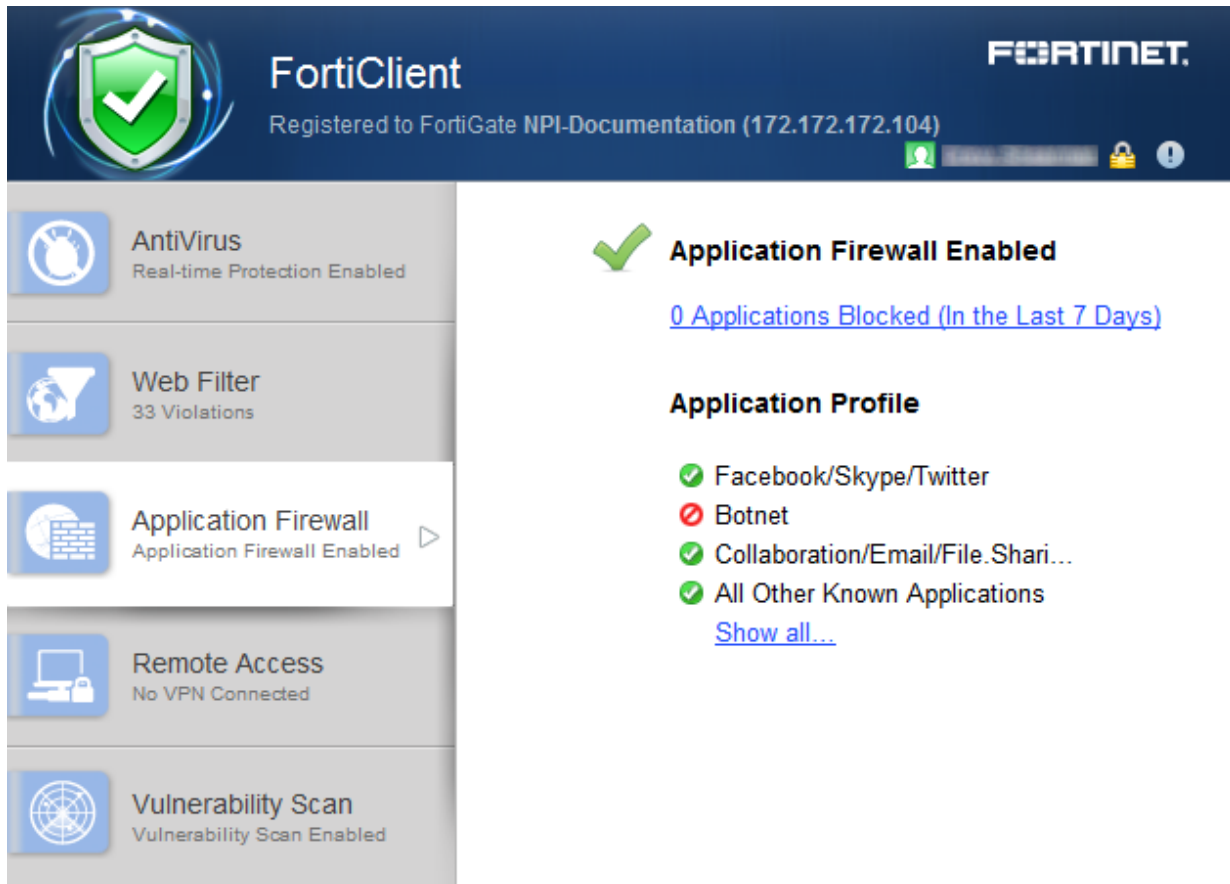 FortiClient
FORTINET.
Registered to FortiGate NPI-Documentation (172.172.172.104)
AntiVirus
Real-time Protection Enabled
Web Filter
33 Violations
Application Firewall
Application Firewall Enabled
Remote Access
No VPN Connected
Vulnerability Scan
Vulnerability Scan Enabled
Application Firewall Enabled
0 Applications Blocked (In the Last 7 Days)
Application Profile
Facebook/Skype/Twitter
Botnet
Collaboration/Email/File.Shari...
All Other Known Applications
Show all...